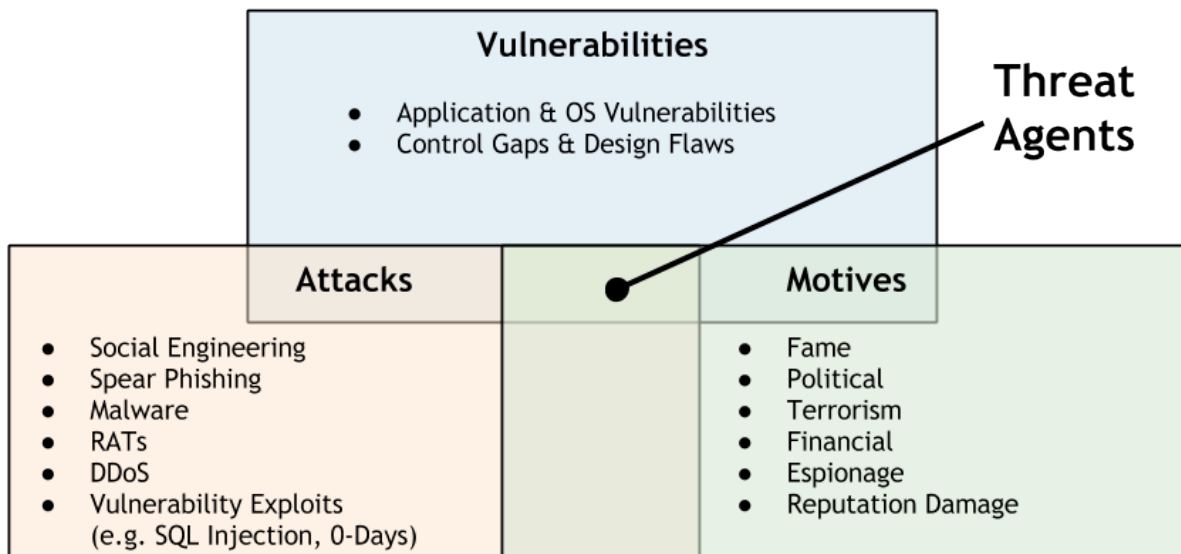 Vulnerabilities
● Application & OS Vulnerabilities
● Control Gaps & Design Flaws
Threat
Agents
Attacks
● Social Engineering
● Spear Phishing
● Malware
● RATs
● DDoS
● Vulnerability Exploits
(e.g. SQL Injection, 0-Days)
Motives
● Fame
● Political
● Terrorism
● Financial
● Espionage
● Reputation Damage